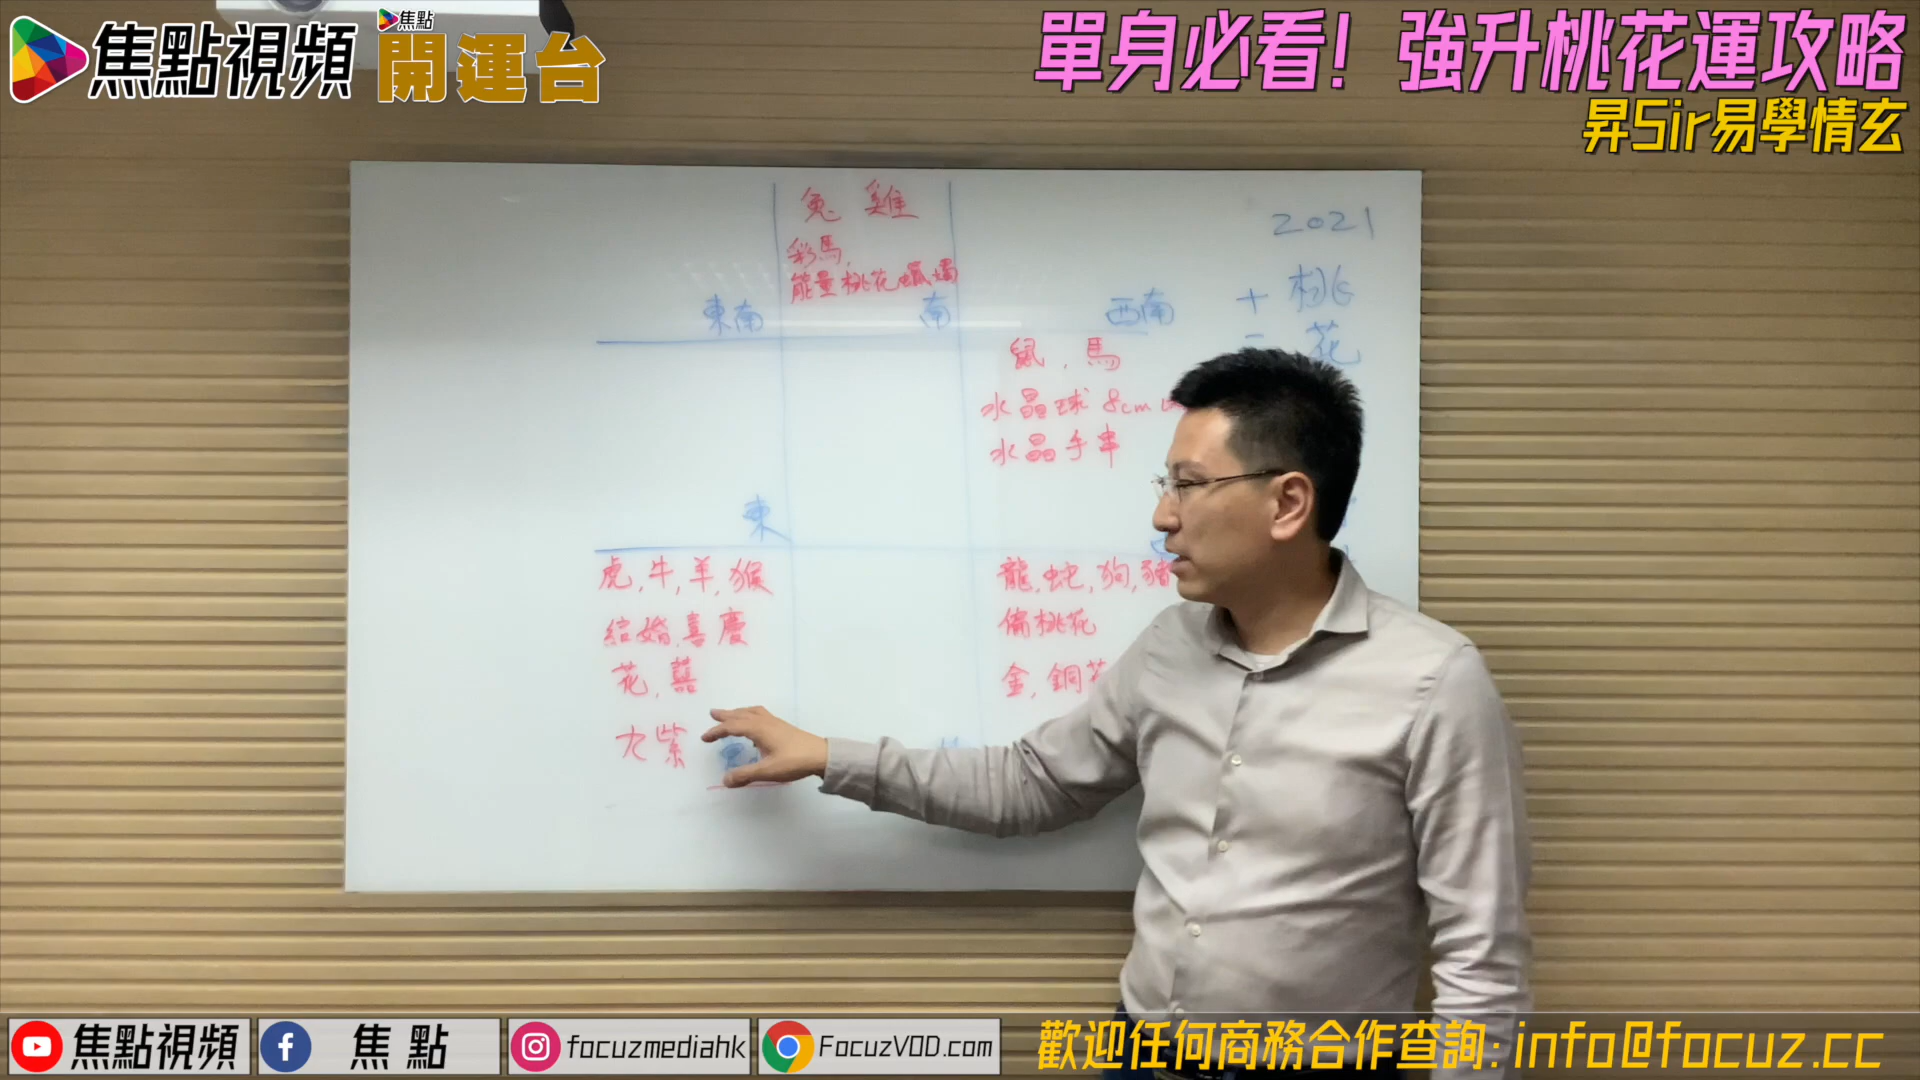 焦點視頻
焦點
開運台
單身必看！強升桃花運攻略
昇Sir易學情玄
兔 雞
彩馬,
能量桃花蠟燭
東南
南
西南
2021
+ 桃
- 花
鼠, 馬
水晶球 8cm
水晶手串
東
虎,牛,羊,猴
結婚,喜慶
花,囍
九紫
龍,蛇,狗,豬
偏桃花
金,銅
焦點視頻
焦點
focuzmediahk
FocuzVOD.com
歡迎任何商務合作查詢: info@focuz.cc